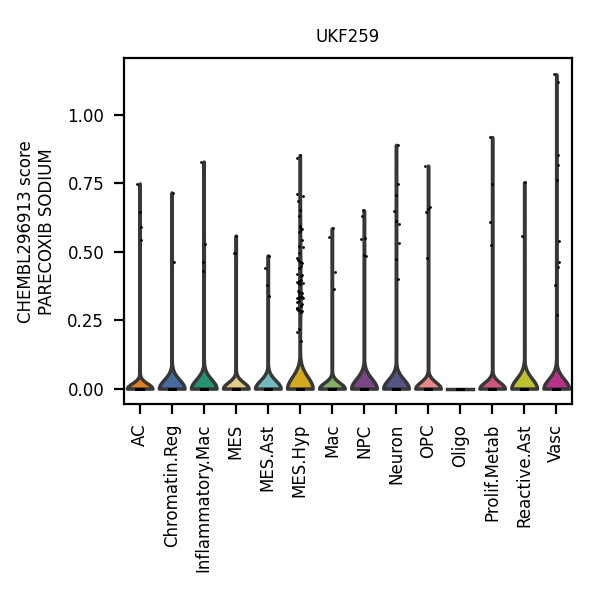 UKF259
CHEMBL296913 score
PARECOXIB SODIUM
1.00
0.75
0.50
0.25
0.00
AC
Chromatin.Reg
Inflammatory.Mac
MES
MES.Ast
MES.Hyp
Mac
NPC
Neuron
OPC
Oligo
Prolif.Metab
Reactive.Ast
Vasc